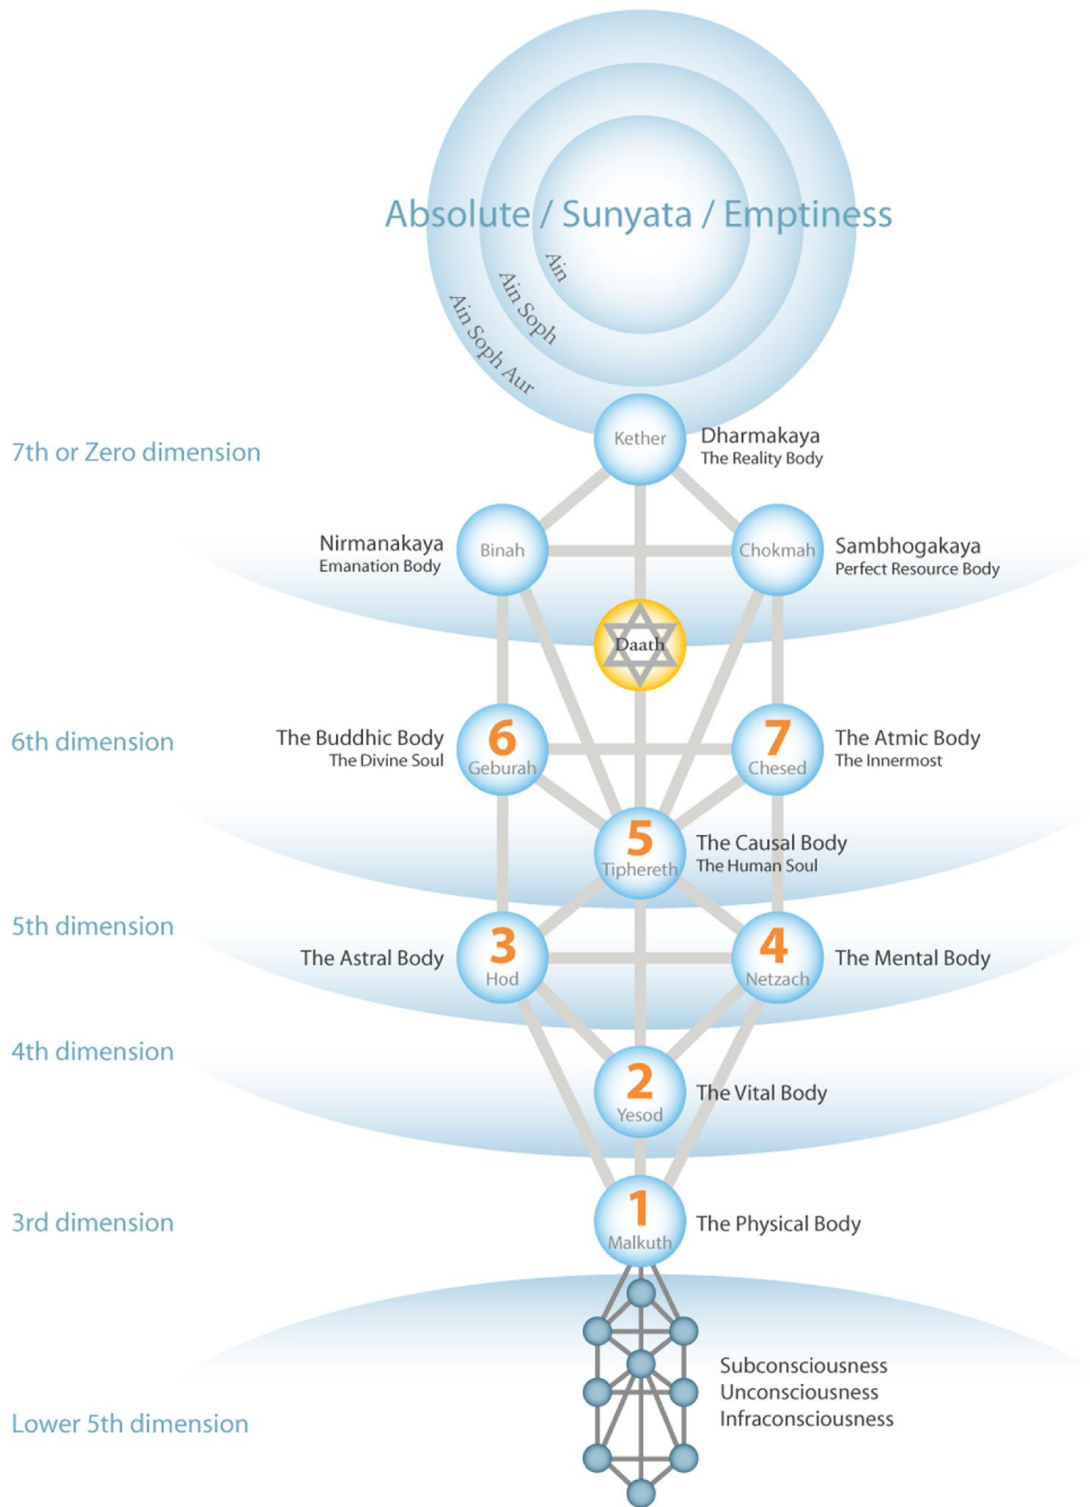 Absolute / Sunyata / Emptiness
Ain
Ain Soph
Ain Soph Aur
Kether
Dharmakaya
The Reality Body
7th or Zero dimension
Nirmanakaya
Emanation Body
Binah
Chokmah
Sambhogakaya
Perfect Resource Body
Daath
6th dimension
The Buddhic Body
The Divine Soul
6
Geburah
7
Chesed
The Atmic Body
The Innermost
5
Tiphereth
The Causal Body
The Human Soul
5th dimension
The Astral Body
3
Hod
4
Netzach
The Mental Body
4th dimension
2
Yesod
The Vital Body
3rd dimension
1
Malkuth
The Physical Body
Subconsciousness
Unconsciousness
Infraconsciousness
Lower 5th dimension